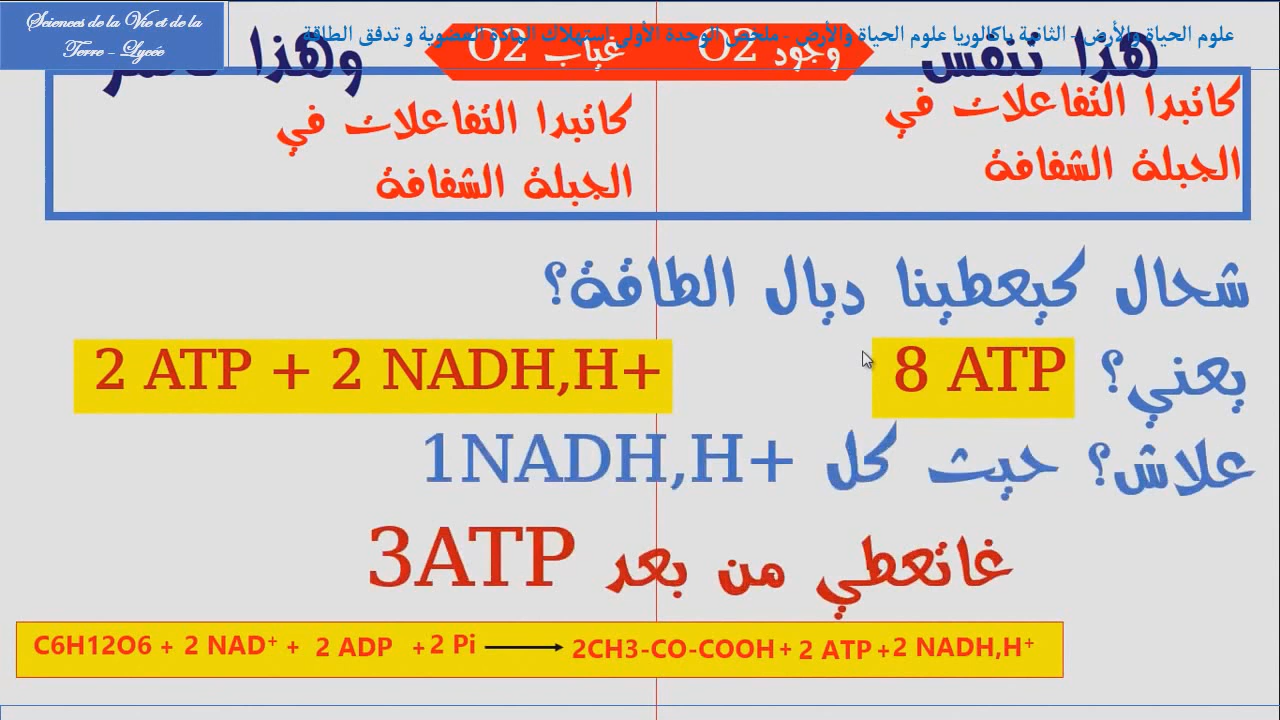 Sciences de la Vie et de la
Terre – Lycée
علوم الحياة والأرض - الثانية باكالوريا علوم الحياة والأرض - ملخص الوحدة الأولى استهلاك المادة العضوية و تدفق الطاقة
هذا تنفس
وجود O2
غياب O2
وهذا
كاتبدا التفاعلات في
الجبلة الشفافة
كاتبدا التفاعلات في
الجبلة الشفافة
شحال كيعطينا ديال الطاقة؟
يعني؟ 8 ATP
2 ATP + 2 NADH,H+
علاش؟ حيث كل 1NADH,H+
غاتعطي من بعد 3ATP
C6H12O6 + 2 NAD⁺ + 2 ADP + 2 Pi ⟶ 2CH3-CO-COOH + 2 ATP + 2 NADH,H⁺